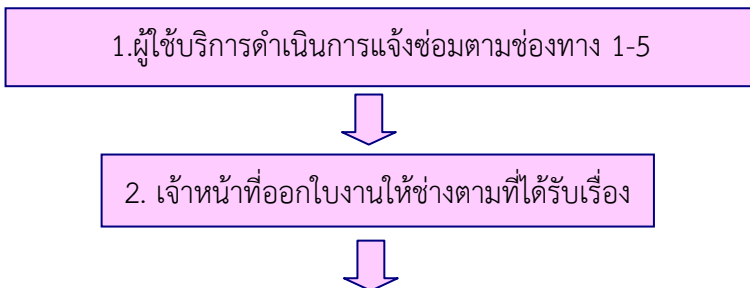 1.ผู้ใช้บริการดำเนินการแจ้งซ่อมตามช่องทาง 1-5
2. เจ้าหน้าที่ออกใบงานให้ช่างตามที่ได้รับเรื่อง